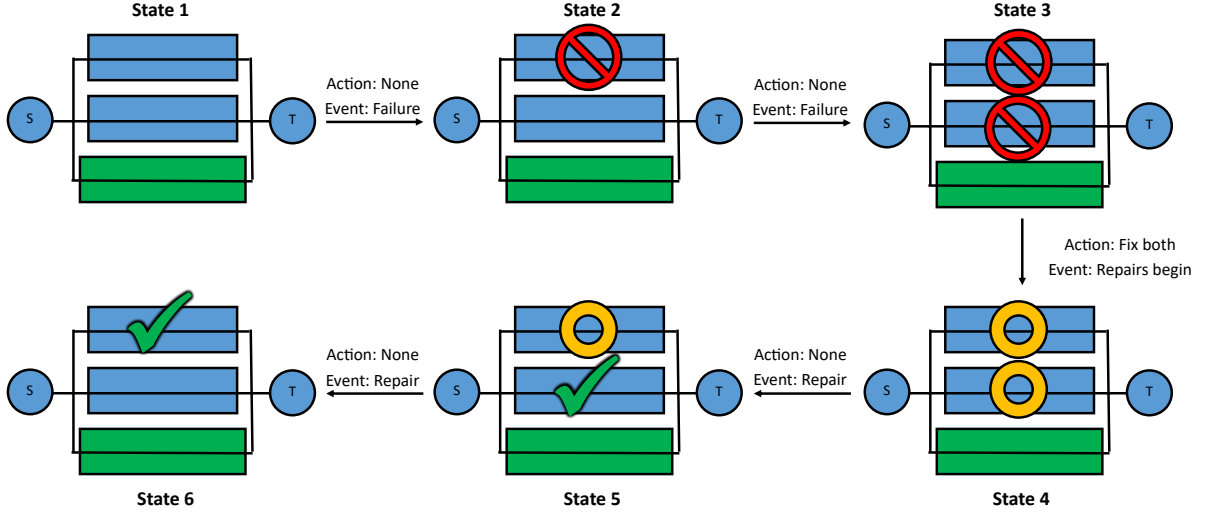 State 1
State 2
State 3
S
T
Action: None
Event: Failure
S
T
Action: None
Event: Failure
S
T
Action: Fix both
Event: Repairs begin
S
T
Action: None
Event: Repair
S
T
Action: None
Event: Repair
S
T
State 6
State 5
State 4